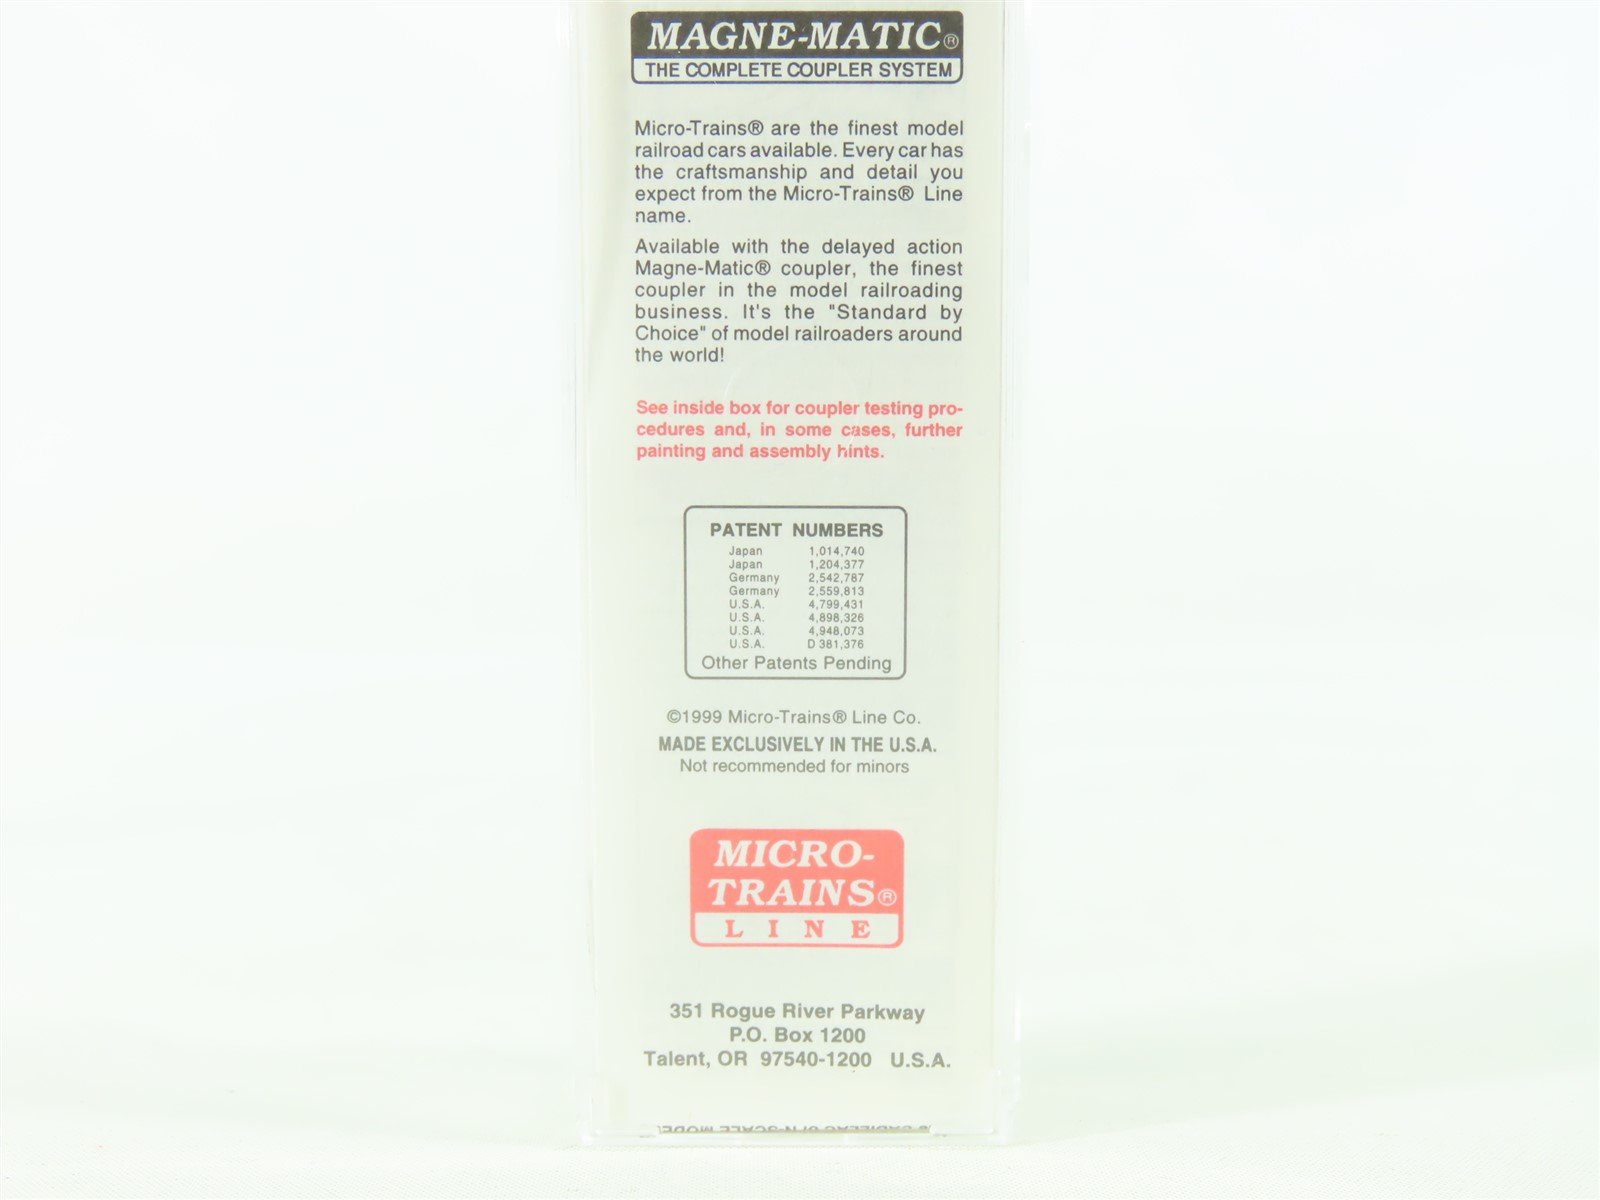 MAGNE-MATIC®
THE COMPLETE COUPLER SYSTEM
Micro-Trains® are the finest model
railroad cars available. Every car has
the craftsmanship and detail you
expect from the Micro-Trains® Line
name.
Available with the delayed action
Magne-Matic® coupler, the finest
coupler in the model railroading
business. It's the "Standard by
Choice" of model railroaders around
the world!
See inside box for coupler testing pro-
cedures and, in some cases, further
painting and assembly hints.
PATENT NUMBERS
Japan 1,014,740
Japan 1,204,377
Germany 2,542,787
Germany 2,559,813
U.S.A. 4,799,431
U.S.A. 4,898,326
U.S.A. 4,948,073
U.S.A. D 381,376
Other Patents Pending
©1999 Micro-Trains® Line Co.
MADE EXCLUSIVELY IN THE U.S.A.
Not recommended for minors
MICRO-
TRAINS®
LINE
351 Rogue River Parkway
P.O. Box 1200
Talent, OR 97540-1200 U.S.A.